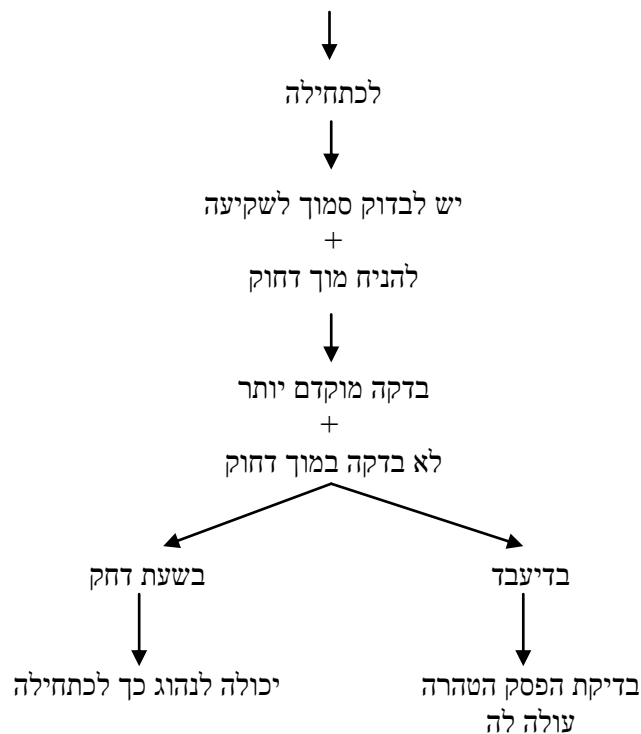 לכתחילה
יש לבדוק סמוך לשקיעה
+
להניח מוך דחוק
בדקה מוקדם יותר
+
לא בדקה במוך דחוק
בדיעבד
בשעת דחק
בדיקת הפסק הטהרה
עולה לה
יכולה לנהוג כך לכתחילה